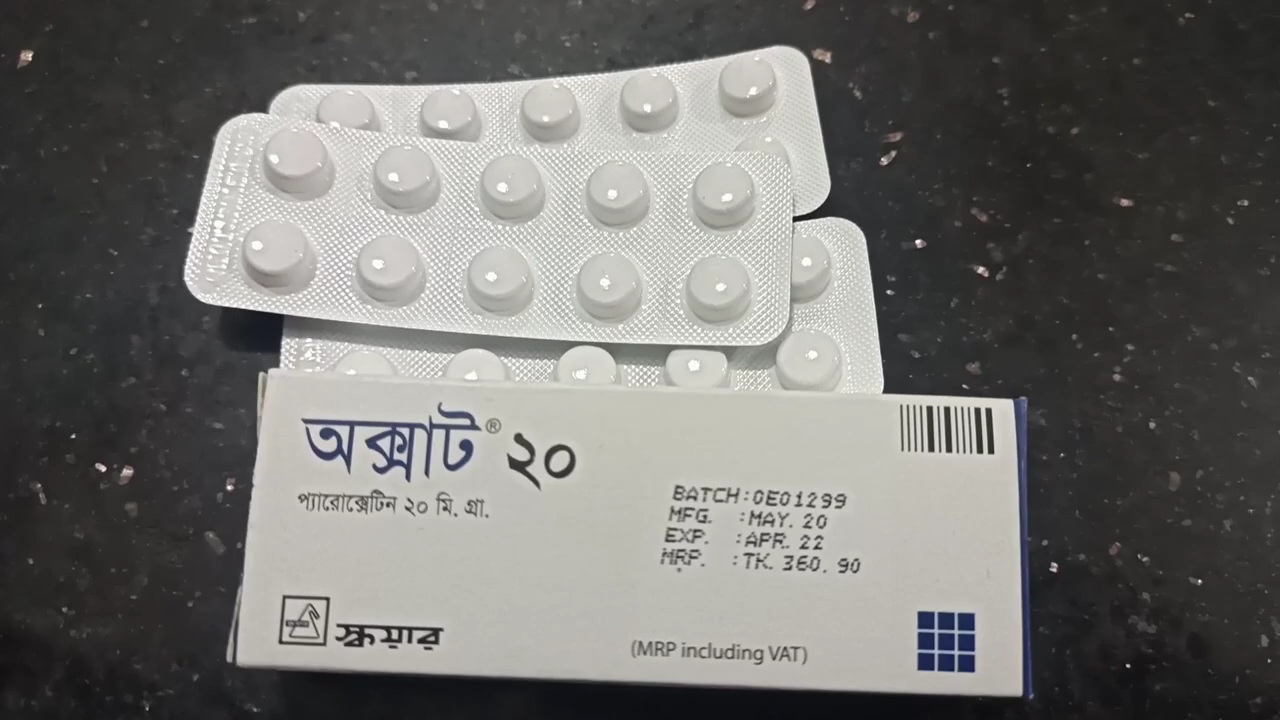 অক্সাট® ২০
প্যারোক্সেটিন ২০ মি. গ্রা.
BATCH:0E01299
MFG. :MAY. 20
EXP. :APR. 22
MRP. :TK. 360. 90
স্কয়ার
(MRP including VAT)